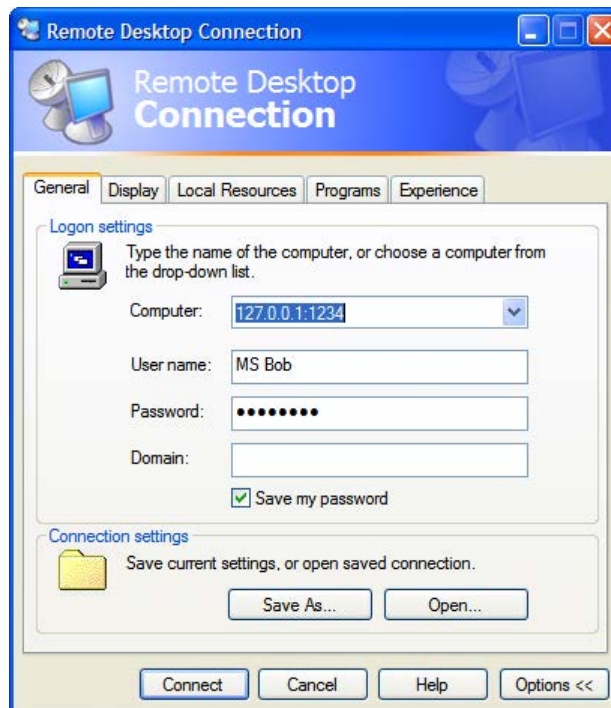 Remote Desktop Connection
Remote Desktop
Connection
General Display Local Resources Programs Experience
Logon settings
Type the name of the computer, or choose a computer from
the drop-down list.
Computer: 127.0.0.1:1234
User name: MS Bob
Password: ●●●●●●●●
Domain:
Save my password
Connection settings
Save current settings, or open saved connection.
Save As... Open...
Connect Cancel Help Options <<